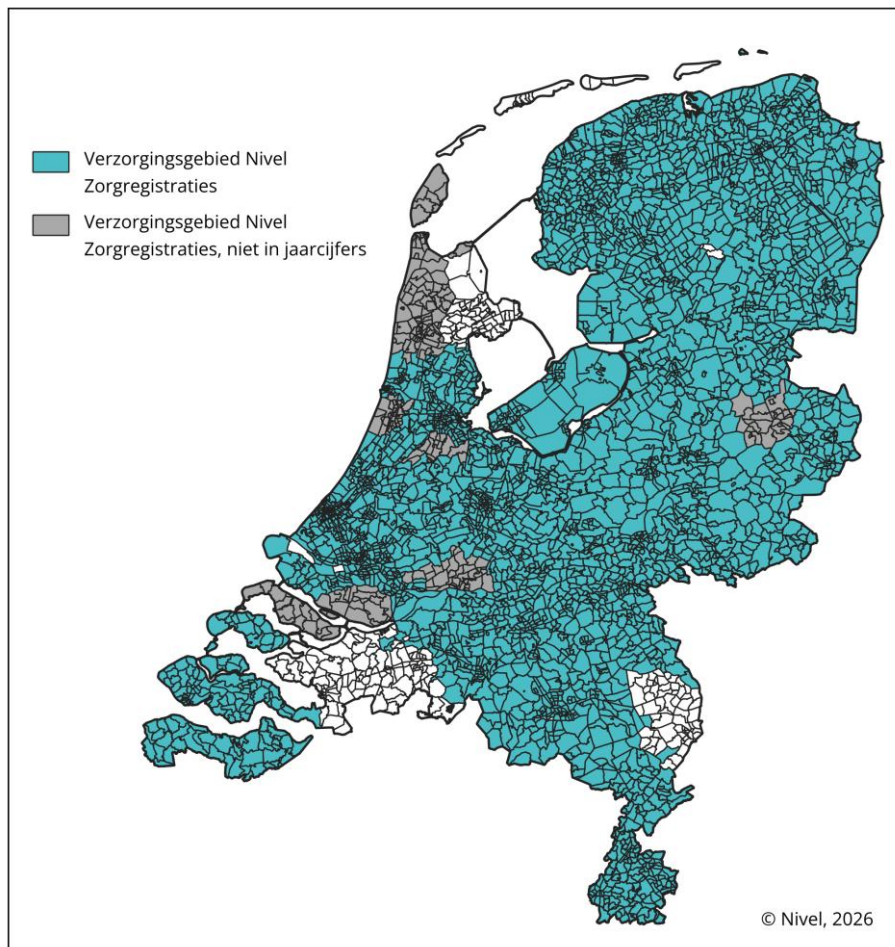 Verzorgingsgebied Nivel
Zorgregistraties
Verzorgingsgebied Nivel
Zorgregistraties, niet in jaarcijfers
© Nivel, 2026